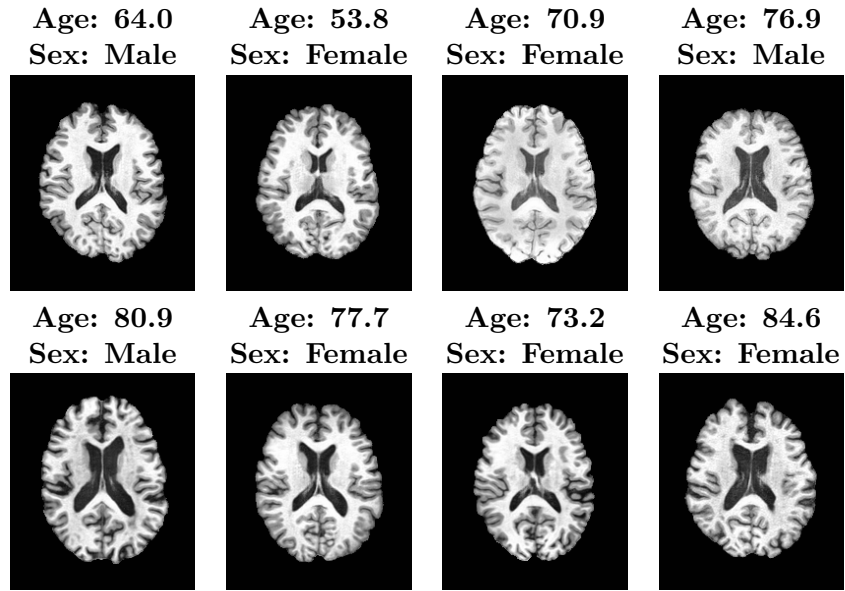 Age: 64.0
Sex: Male
Age: 53.8
Sex: Female
Age: 70.9
Sex: Female
Age: 76.9
Sex: Male
Age: 80.9
Sex: Male
Age: 77.7
Sex: Female
Age: 73.2
Sex: Female
Age: 84.6
Sex: Female